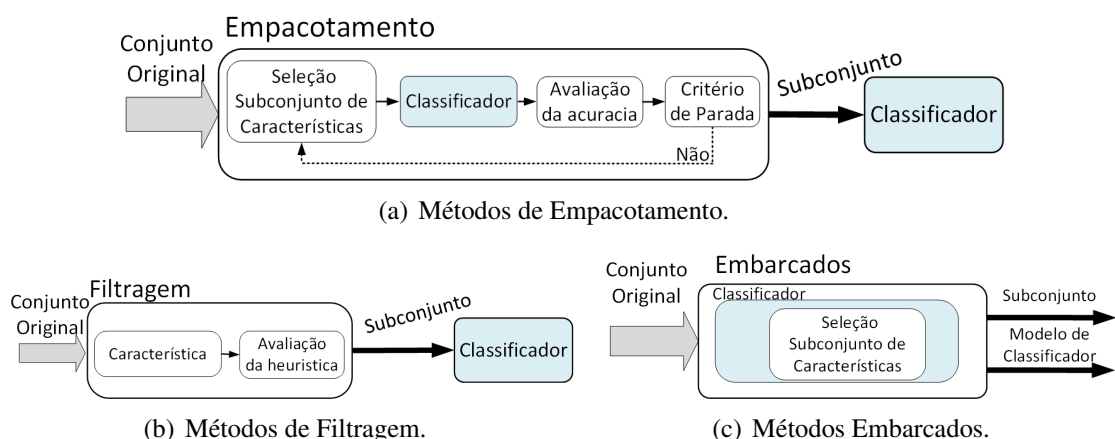 Empacotamento
Conjunto
Original
Seleção
Subconjunto de
Características
Classificador
Avaliação
da acuracia
Critério
de Parada
Não
Subconjunto
Classificador
(a) Métodos de Empacotamento.
Filtragem
Conjunto
Original
Característica
Avaliação
da heuristica
Subconjunto
Classificador
(b) Métodos de Filtragem.
Embarcados
Conjunto
Original
Classificador
Seleção
Subconjunto de
Características
Subconjunto
Modelo de
Classificador
(c) Métodos Embarcados.